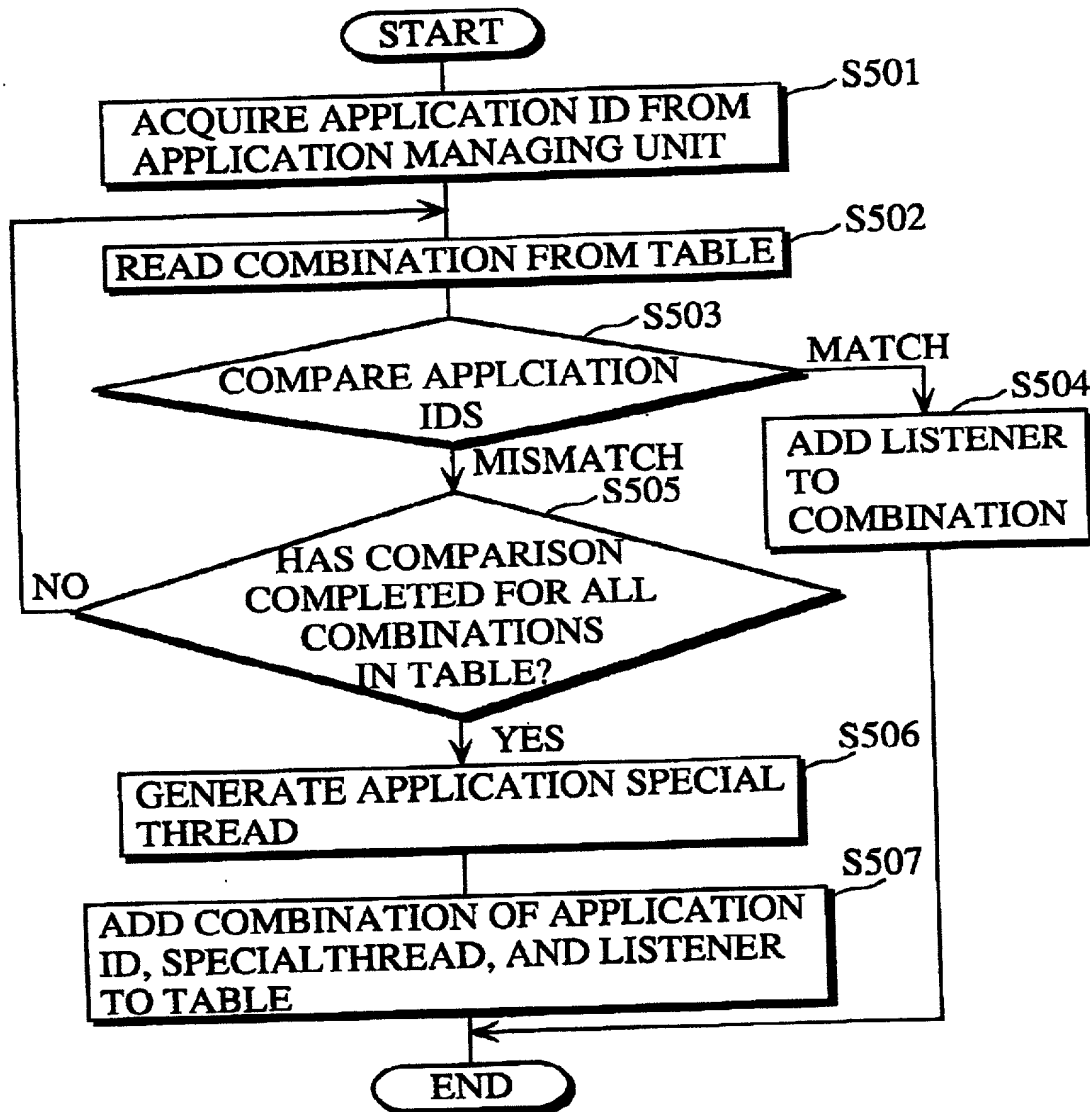 START
S501
ACQUIRE APPLICATION ID FROM
APPLICATION MANAGING UNIT
S502
READ COMBINATION FROM TABLE
S503
COMPARE APPLCIATION
IDS
MATCH
S504
ADD LISTENER
TO
COMBINATION
MISMATCH
S505
HAS COMPARISON
COMPLETED FOR ALL
COMBINATIONS
IN TABLE?
NO
YES
S506
GENERATE APPLICATION SPECIAL
THREAD
S507
ADD COMBINATION OF APPLICATION
ID, SPECIALTHREAD, AND LISTENER
TO TABLE
END